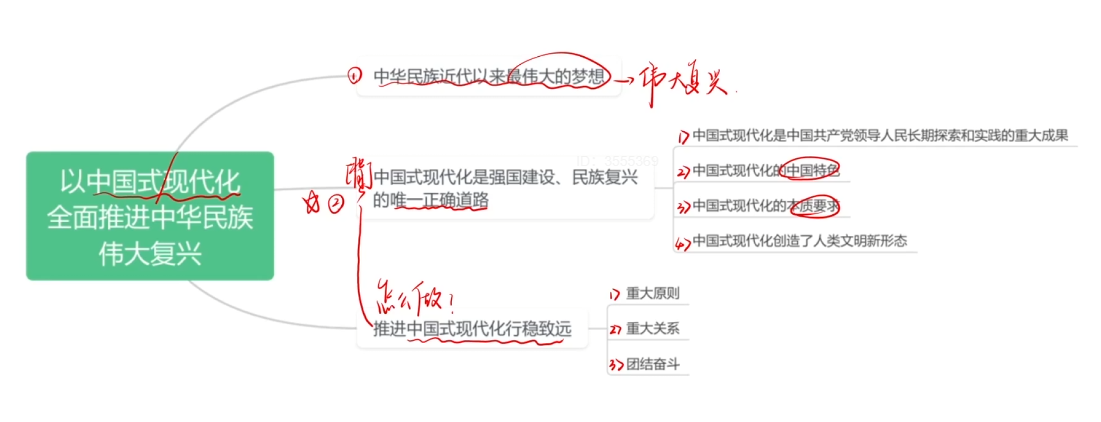 ① 中华民族近代以来最伟大的梦想 → 伟大复兴.
以中国式现代化
全面推进中华民族
伟大复兴
ID: 3555369
② 中国式现代化是强国建设、民族复兴
的唯一正确道路
1) 中国式现代化是中国共产党领导人民长期探索和实践的重大成果
2) 中国式现代化的中国特色
3) 中国式现代化的本质要求
4) 中国式现代化创造了人类文明新形态
怎么做?
推进中国式现代化行稳致远
1) 重大原则
2) 重大关系
3) 团结奋斗